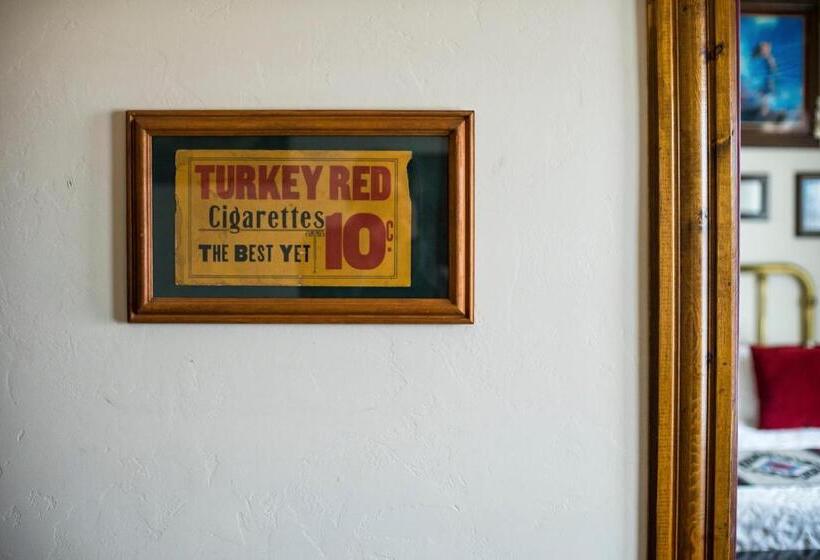 TURKEY RED
Cigarettes
THE BEST YET
10c.